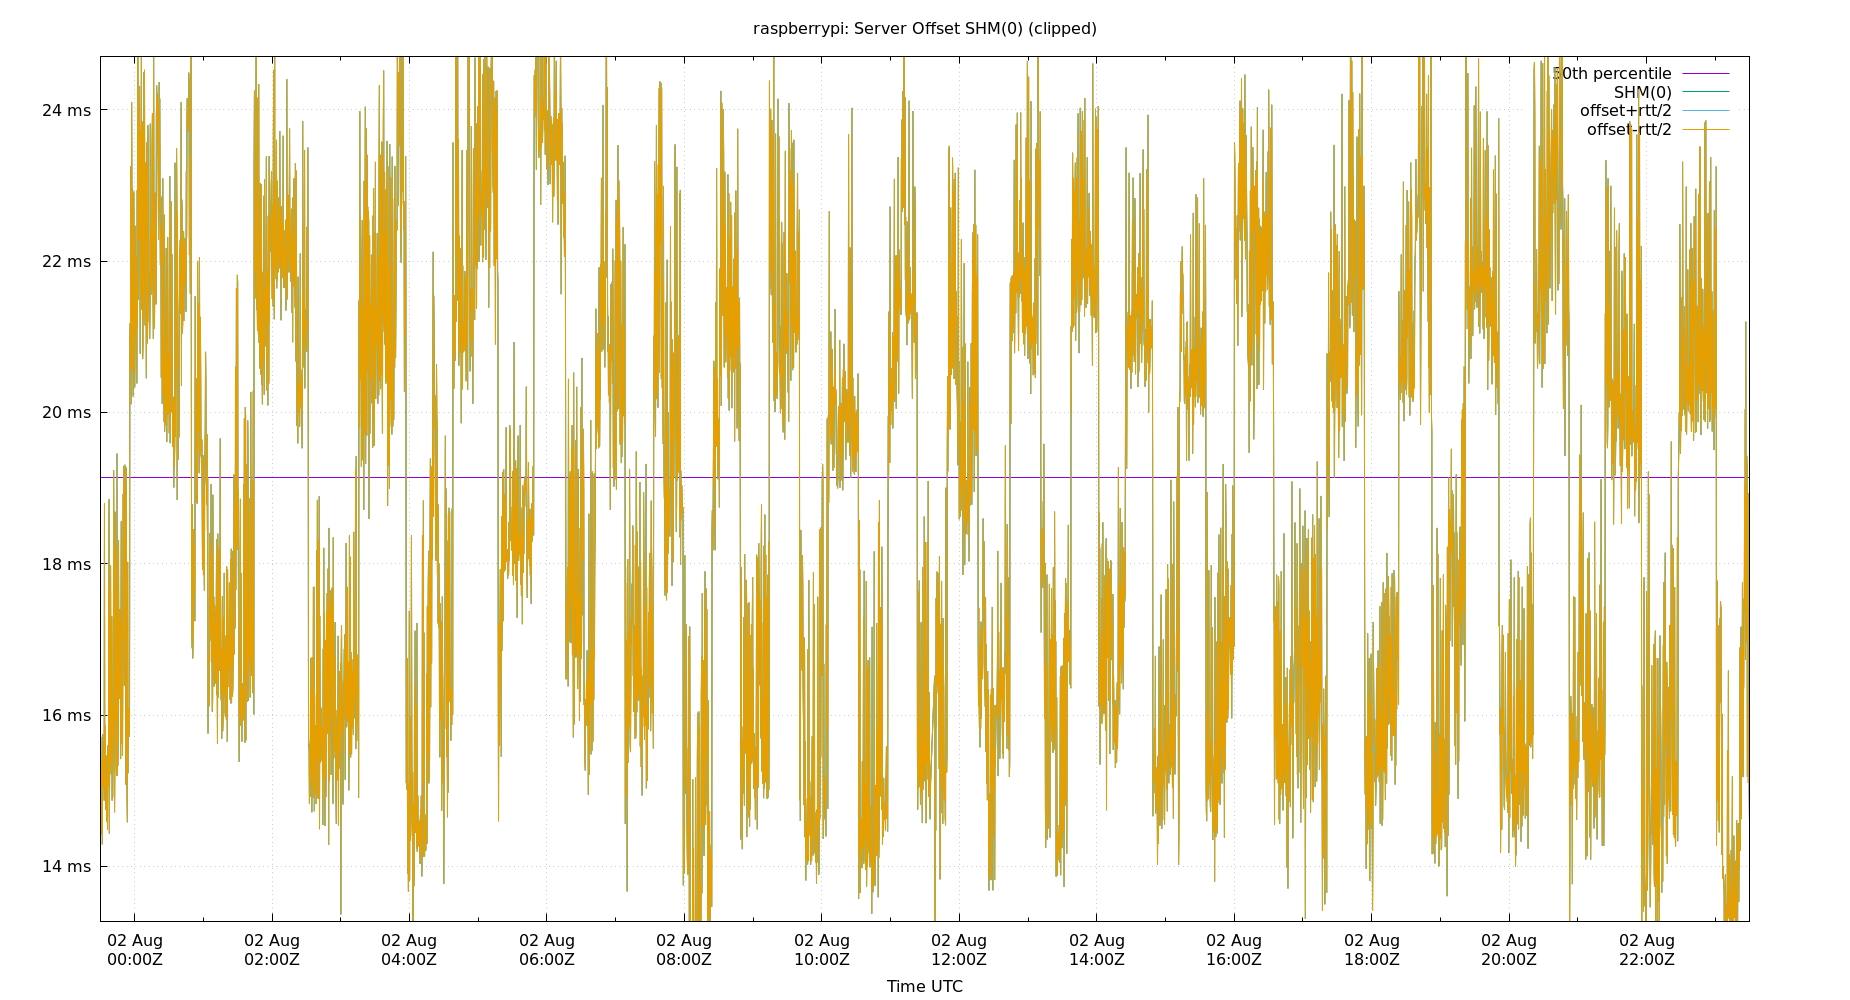 raspberrypi: Server Offset SHM(0) (clipped)
50th percentile
SHM(0)
offset+rtt/2
offset-rtt/2
24 ms
22 ms
20 ms
18 ms
16 ms
14 ms
02 Aug 02 Aug 02 Aug 02 Aug 02 Aug 02 Aug 02 Aug 02 Aug 02 Aug 02 Aug 02 Aug 02 Aug
00:00Z 02:00Z 04:00Z 06:00Z 08:00Z 10:00Z 12:00Z 14:00Z 16:00Z 18:00Z 20:00Z 22:00Z
Time UTC